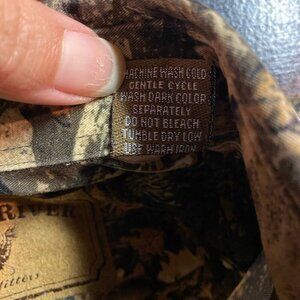 MACHINE WASH COLD
GENTLE CYCLE
WASH DARK COLOR
SEPARATELY
DO NOT BLEACH
TUMBLE DRY LOW
USE WARM IRON
RIVER